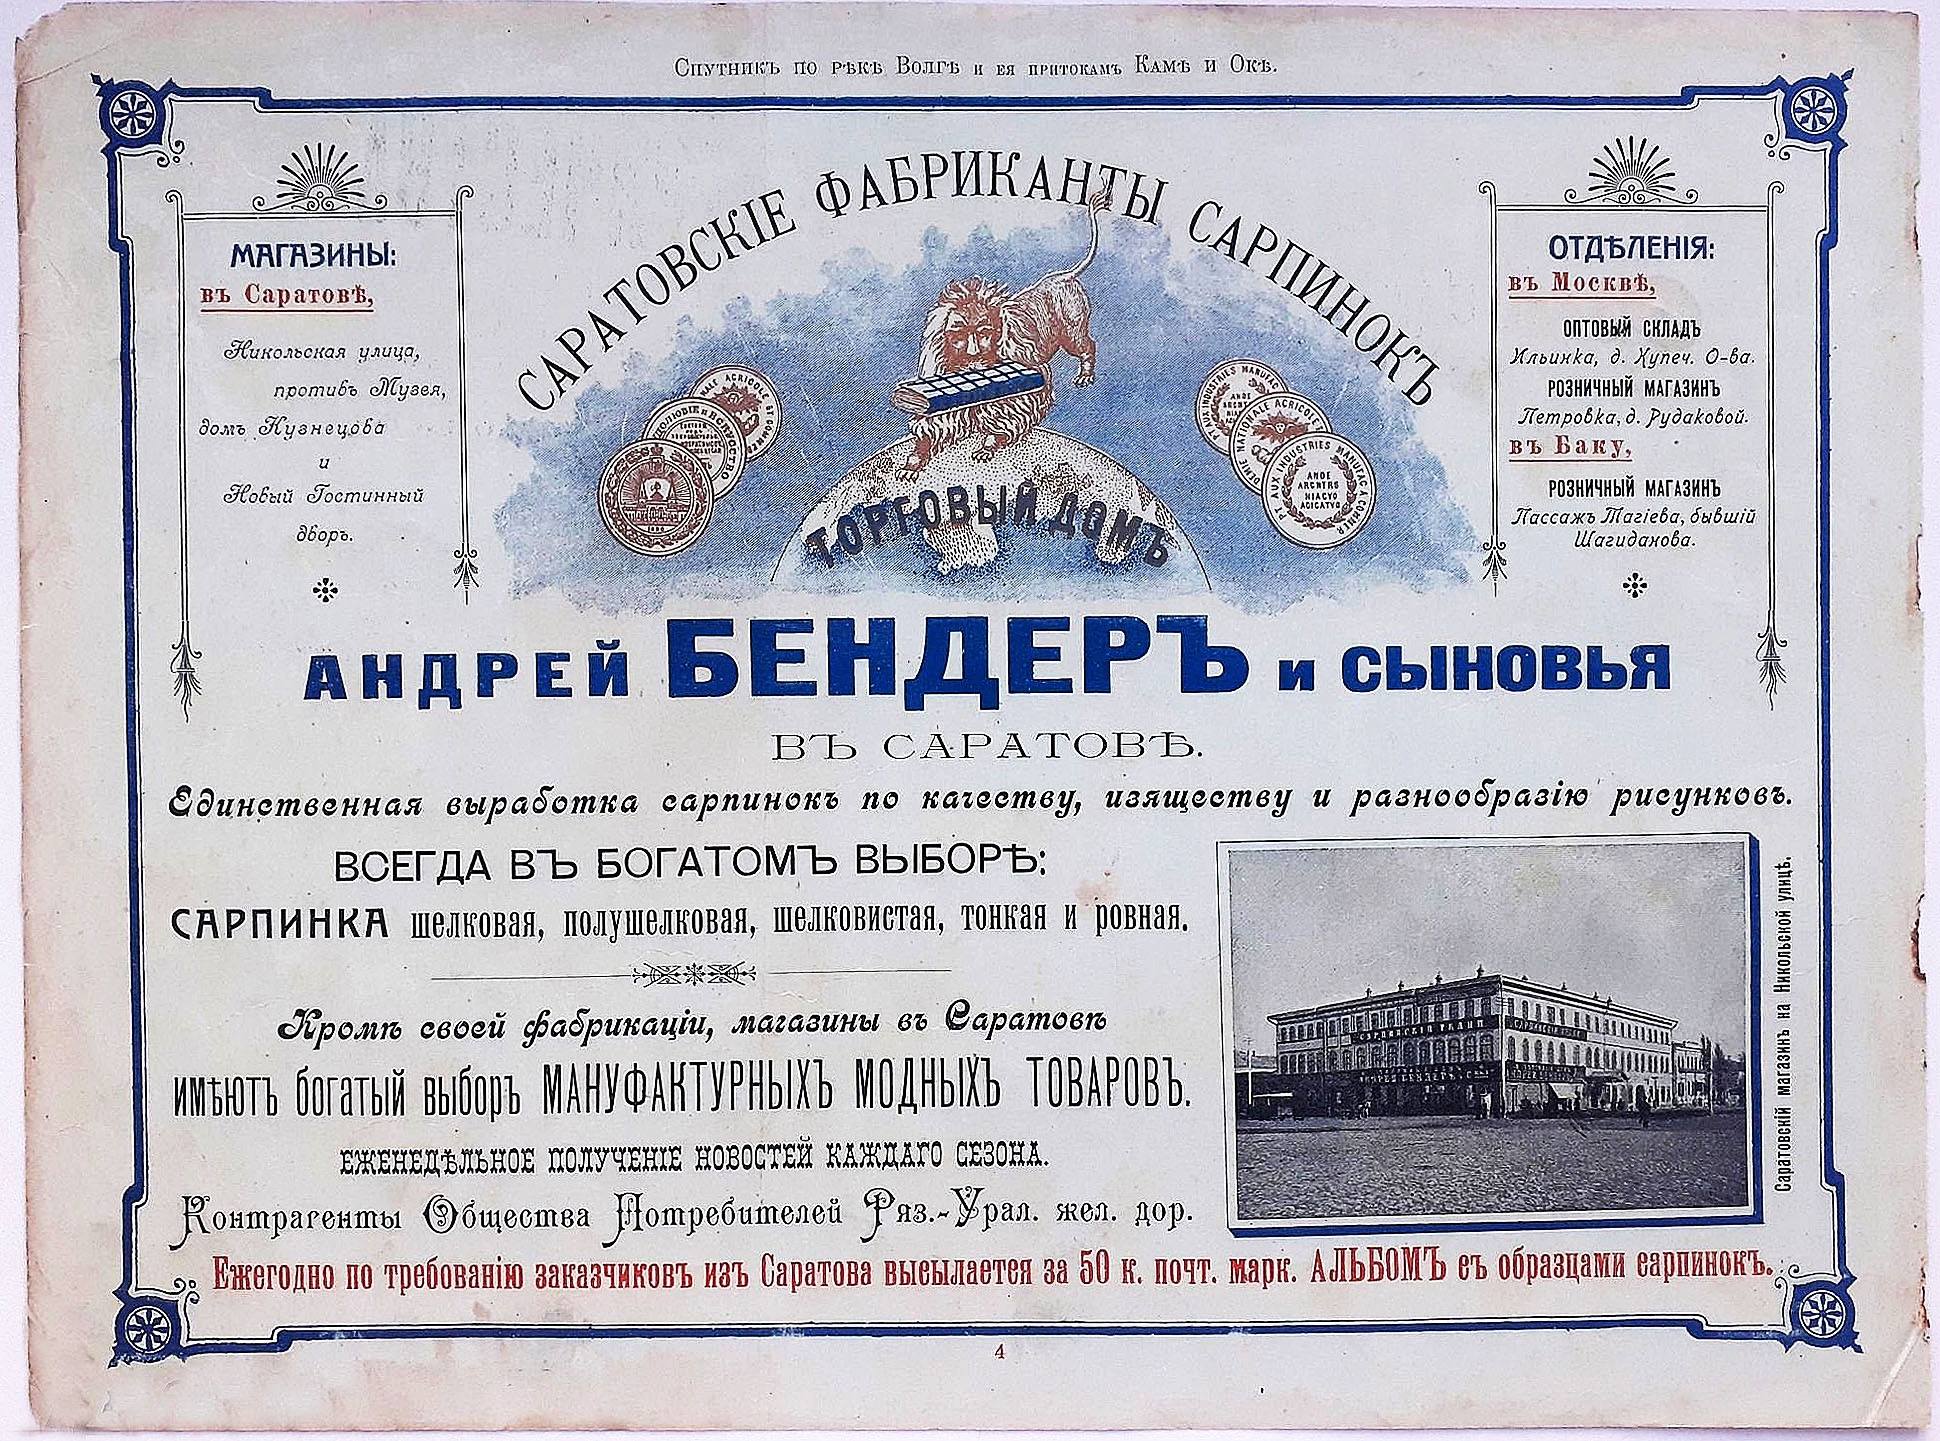 Спутникъ по рѣкѣ Волгѣ и ея притокамъ Камѣ и Окѣ.
САРАТОВСКІЕ ФАБРИКАНТЫ САРПИНОКЪ
МАГАЗИНЫ:
въ Саратовѣ,
Никольская улица,
противъ Музея,
домъ Кузнецова
и
Новый Гостинный
дворъ.
ОТДѢЛЕНІЯ:
въ Москвѣ,
ОПТОВЫЙ СКЛАДЪ
Ильинка, д. Купеч. О-ва.
РОЗНИЧНЫЙ МАГАЗИНЪ
Петровка, д. Рудаковой.
въ Баку,
РОЗНИЧНЫЙ МАГАЗИНЪ
Пассажъ Тагіева, бывшій
Шагиданова.
ТОРГОВЫЙ ДОМЪ
АНДРЕЙ БЕНДЕРЪ и СЫНОВЬЯ
ВЪ САРАТОВѢ.
Единственная выработка сарпинокъ по качеству, изяществу и разнообразію рисунковъ.
ВСЕГДА ВЪ БОГАТОМЪ ВЫБОРѢ:
САРПИНКА шелковая, полушелковая, шелковистая, тонкая и ровная.
Кромѣ своей фабрикаціи, магазины въ Саратовѣ
имѣютъ богатый выборъ МАНУФАКТУРНЫХЪ МОДНЫХЪ ТОВАРОВЪ.
ЕЖЕНЕДѢЛЬНОЕ ПОЛУЧЕНІЕ НОВОСТЕЙ КАЖДАГО СЕЗОНА.
Контрагенты Общества Потребителей Ряз.-Урал. жел. дор.
Саратовскій магазинъ на Никольской улицѣ.
Ежегодно по требованію заказчиковъ изъ Саратова высылается за 50 к. почт. марк. АЛЬБОМЪ съ образцами сарпинокъ.
4